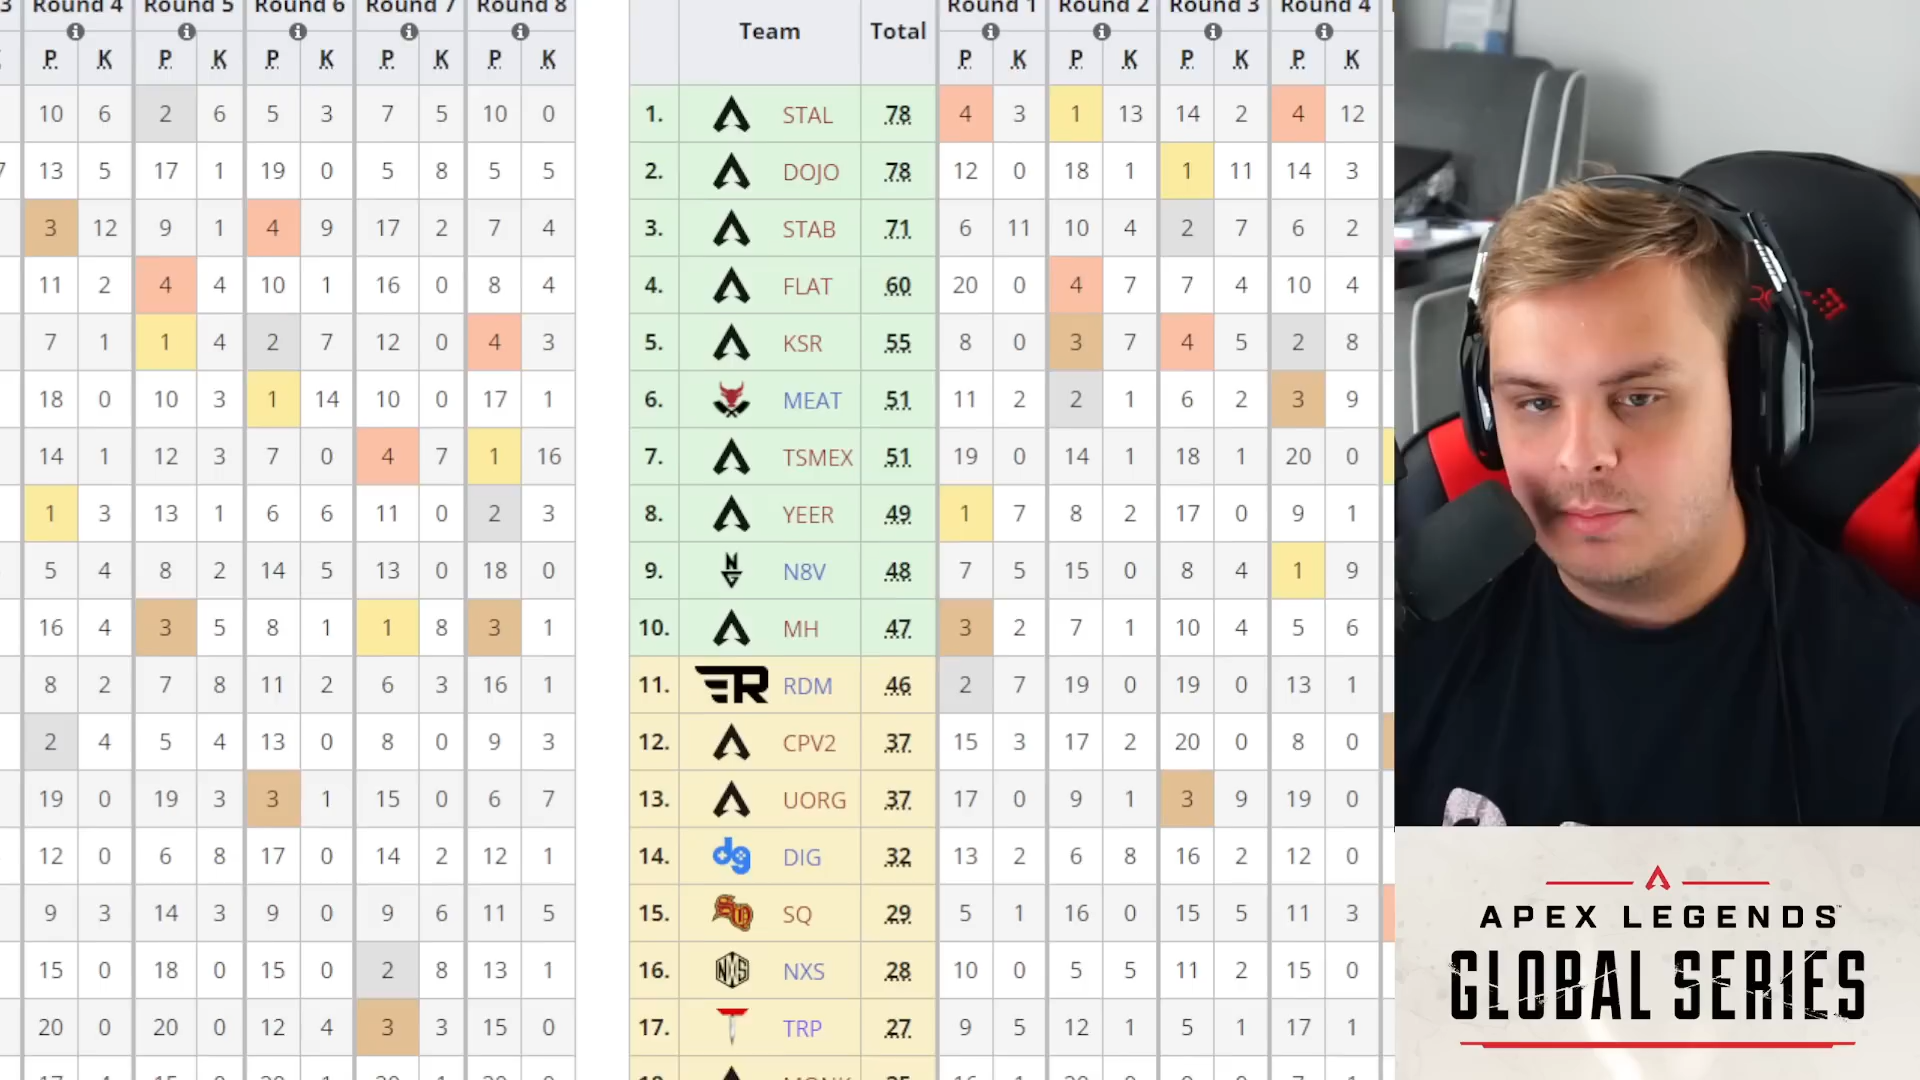 3 Round 4 Round 5 Round 6 Round 7 Round 8
P. K P. K P. K P. K P. K
10 6 2 6 5 3 7 5 10 0
7 13 5 17 1 19 0 5 8 5 5
3 12 9 1 4 9 17 2 7 4
11 2 4 4 10 1 16 0 8 4
7 1 1 4 2 7 12 0 4 3
18 0 10 3 1 14 10 0 17 1
14 1 12 3 7 0 4 7 1 16
1 3 13 1 6 6 11 0 2 3
5 4 8 2 14 5 13 0 18 0
16 4 3 5 8 1 1 8 3 1
8 2 7 8 11 2 6 3 16 1
2 4 5 4 13 0 8 0 9 3
19 0 19 3 3 1 15 0 6 7
12 0 6 8 17 0 14 2 12 1
9 3 14 3 9 0 9 6 11 5
15 0 18 0 15 0 2 8 13 1
20 0 20 0 12 4 3 3 15 0
Team Total Round 1 Round 2 Round 3 Round 4
P. K P. K P. K P. K
1. STAL 78 4 3 1 13 14 2 4 12
2. DOJO 78 12 0 18 1 1 11 14 3
3. STAB 71 6 11 10 4 2 7 6 2
4. FLAT 60 20 0 4 7 7 4 10 4
5. KSR 55 8 0 3 7 4 5 2 8
6. MEAT 51 11 2 2 1 6 2 3 9
7. TSMEX 51 19 0 14 1 18 1 20 0
8. YEER 49 1 7 8 2 17 0 9 1
9. N8V 48 7 5 15 0 8 4 1 9
10. MH 47 3 2 7 1 10 4 5 6
11. RDM 46 2 7 19 0 19 0 13 1
12. CPV2 37 15 3 17 2 20 0 8 0
13. UORG 37 17 0 9 1 3 9 19 0
14. dg DIG 32 13 2 6 8 16 2 12 0
15. SQ 29 5 1 16 0 15 5 11 3
16. NXS NXS 28 10 0 5 5 11 2 15 0
17. TRP 27 9 5 12 1 5 1 17 1
APEX LEGENDS™
GLOBAL SERIES